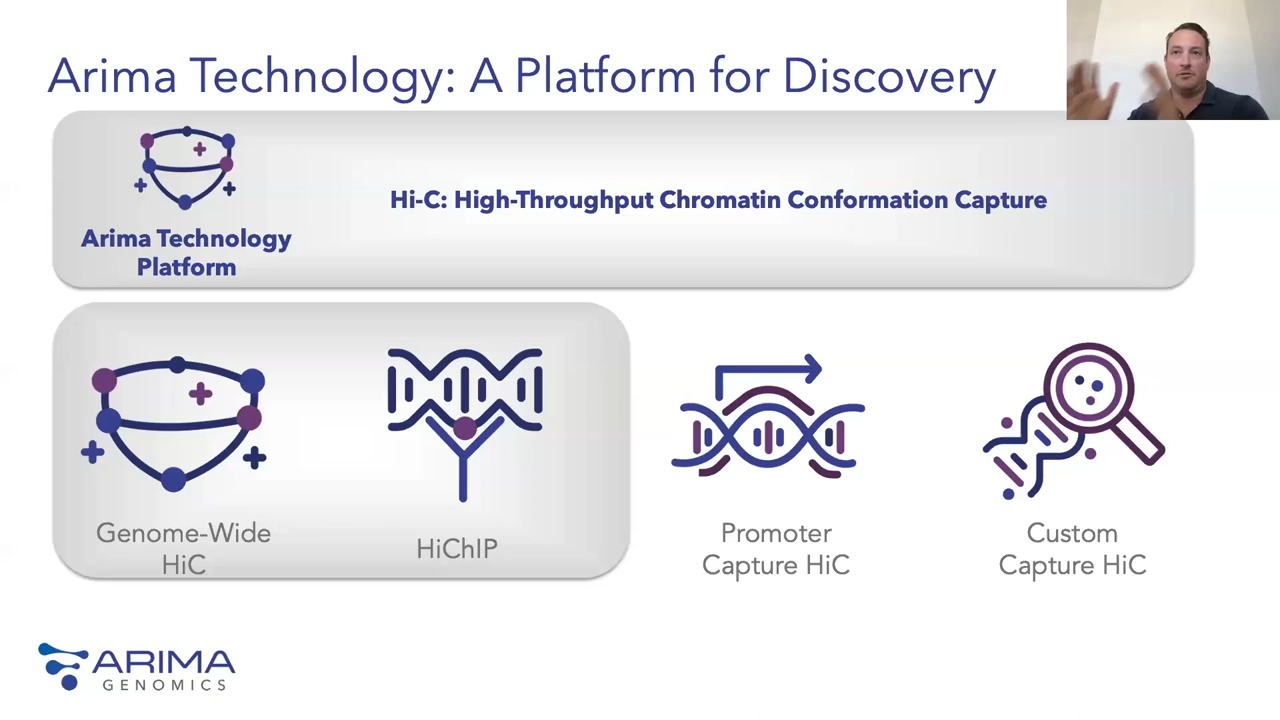 Arima Technology: A Platform for Discovery
Arima Technology
Platform
Hi-C: High-Throughput Chromatin Conformation Capture
Genome-Wide
HiC
HiChIP
Promoter
Capture HiC
Custom
Capture HiC
ARIMA
GENOMICS